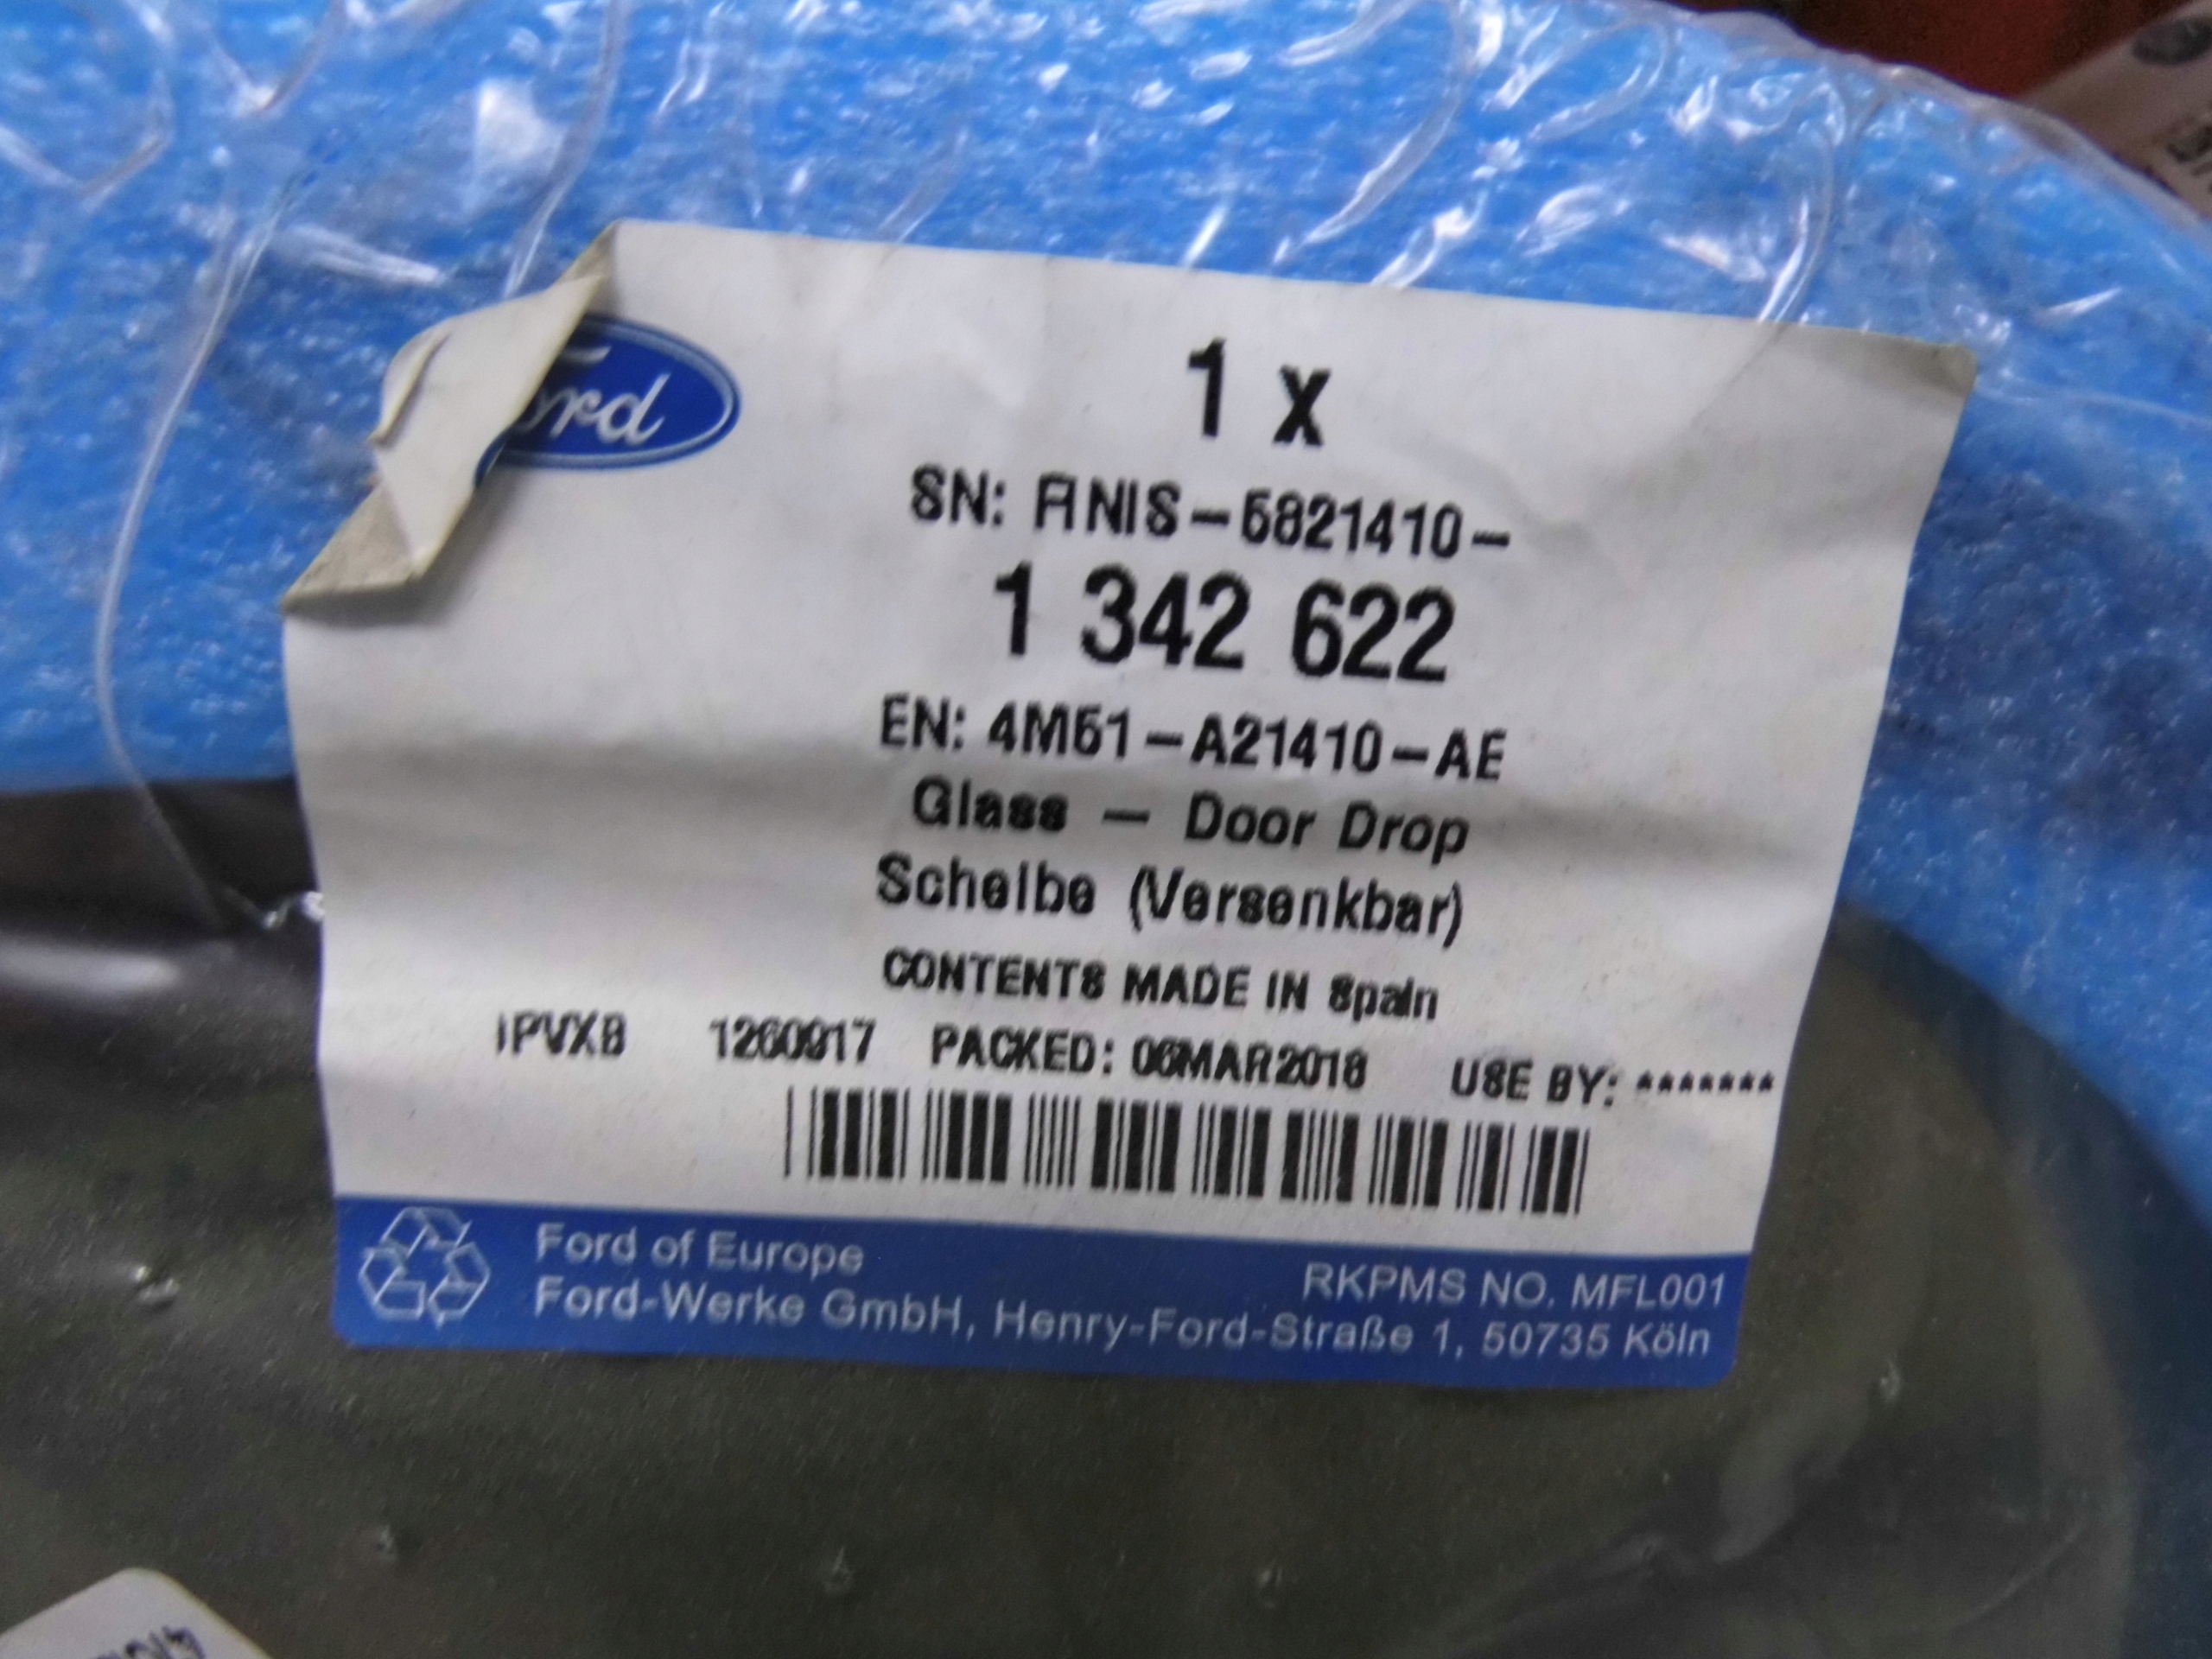 Ford
1 x
SN: FINIS-5821410-
1 342 622
EN: 4M51-A21410-AE
Glass - Door Drop
Scheibe (Versenkbar)
CONTENTS MADE IN Spain
IPVXB 1260917 PACKED: 06MAR2018 USE BY: *******
Ford of Europe
RKPMS NO. MFL001
Ford-Werke GmbH, Henry-Ford-Straße 1, 50735 Köln